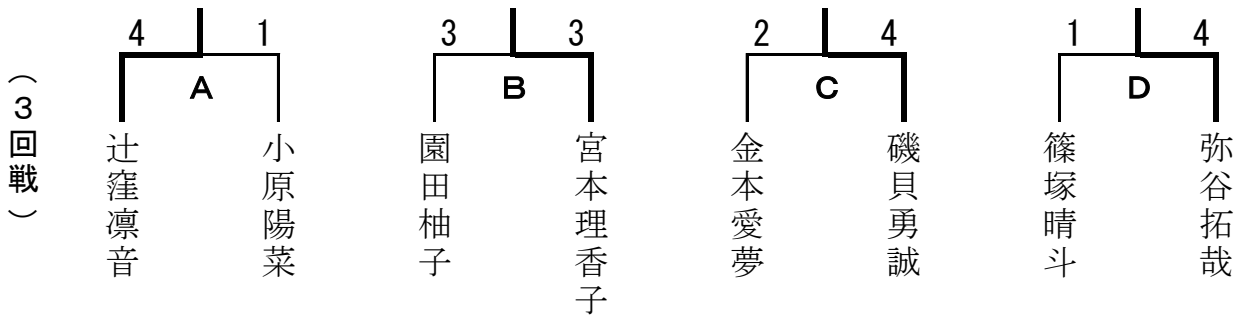 （3回戦）
4 1
A
辻窪凛音
小原陽菜
3 3
B
園田柚子
宮本理香子
2 4
C
金本愛夢
磯貝勇誠
1 4
D
篠塚晴斗
弥谷拓哉